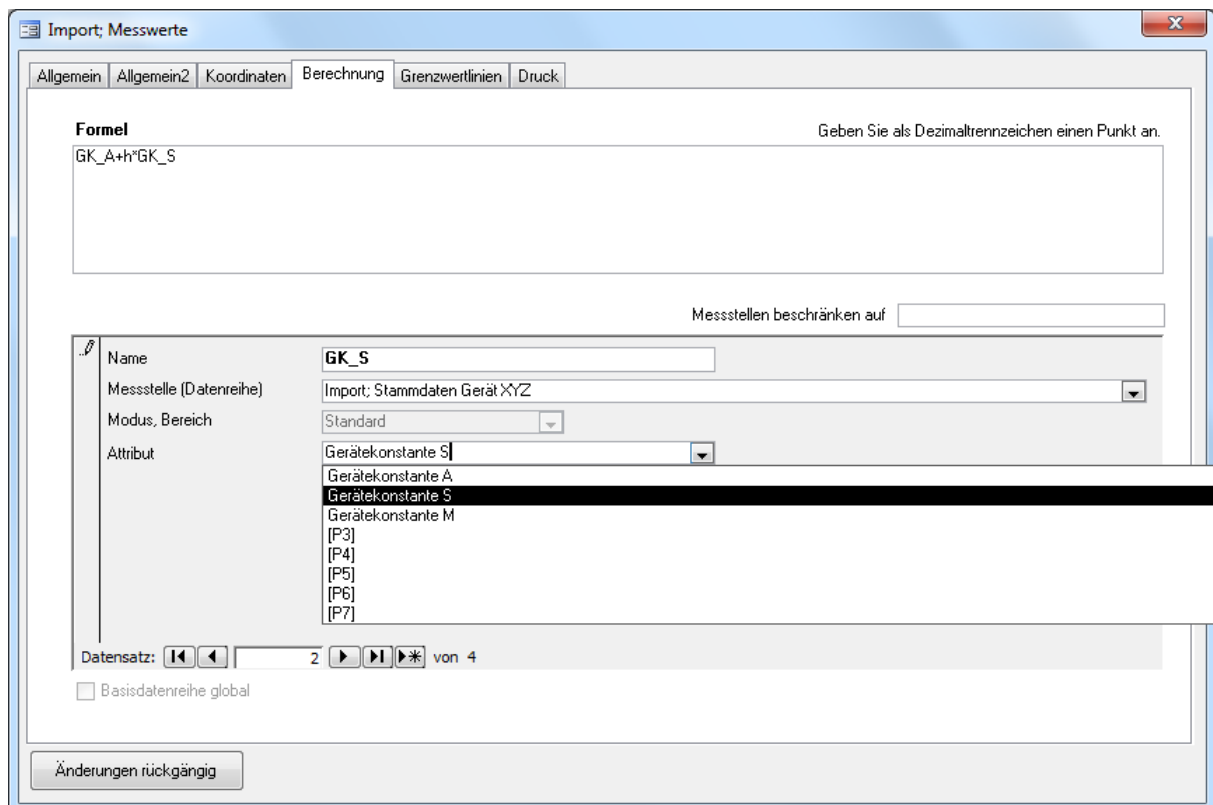 Import; Messwerte
Allgemein Allgemein2 Koordinaten Berechnung Grenzwertlinien Druck
Formel Geben Sie als Dezimaltrennzeichen einen Punkt an.
GK_A+h*GK_S
Messstellen beschränken auf
Name GK_S
Messstelle (Datenreihe) Import; Stammdaten Gerät XYZ
Modus, Bereich Standard
Attribut Gerätekonstante S
Gerätekonstante A
Gerätekonstante S
Gerätekonstante M
[P3]
[P4]
[P5]
[P6]
[P7]
Datensatz: 2 von 4
Basisdatenreihe global
Änderungen rückgängig